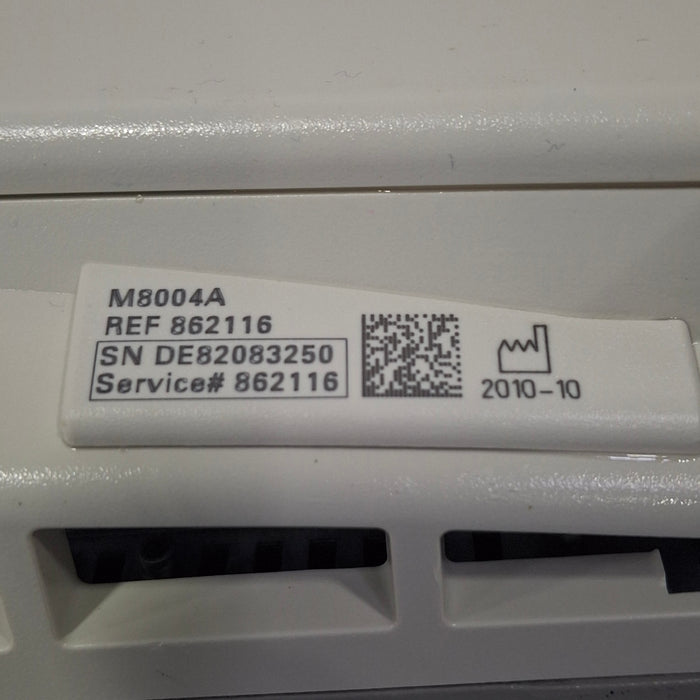 M8004A
REF 862116
SN DE82083250
Service# 862116
2010-10